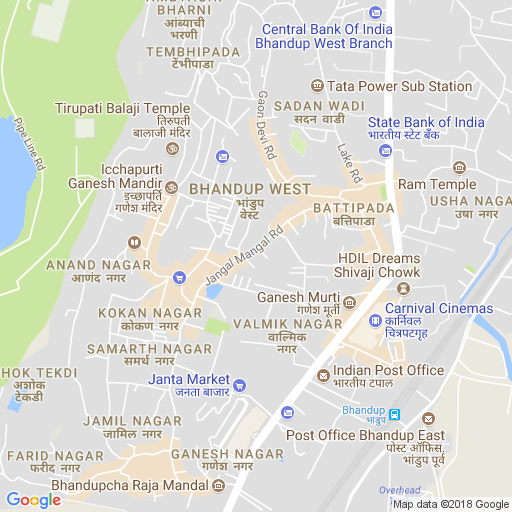 AMBACHI
BHARNI
आंब्याची
भरणी
TEMBHIPADA
टेंभीपाडा
Central Bank Of India
Bhandup West Branch
Tata Power Sub Station
Gaon Devi Rd
SADAN WADI
सदन वाडी
State Bank of India
भारतीय स्टेट बँक
Tirupati Balaji Temple
तिरुपती
बालाजी मंदिर
Pipe Line Rd
Lake Rd
Icchapurti
Ganesh Mandir
इच्छापर्ति
गणेश मंदिर
BHANDUP WEST
भांडुप
वेस्ट
Ram Temple
BATTIPADA
बत्तिपाडा
USHA NAGAR
उषा नगर
Jangal Mangal Rd
ANAND NAGAR
आणंद नगर
HDIL Dreams
Shivaji Chowk
Ganesh Murti
गणेश मूर्ती
KOKAN NAGAR
कोकण नगर
Carnival Cinemas
कार्निवल
चित्रपटगृह
VALMIK NAGAR
वाल्मिक
नगर
SAMARTH NAGAR
समर्थ नगर
HOK TEKDI
अशोक
टेकडी
Janta Market
जनता बाजार
Indian Post Office
भारतीय टपाल
Bhandup
भांडुप
JAMIL NAGAR
जामिल नगर
Post Office Bhandup East
पोस्ट ऑफिस,
भांडुप पूर्व
FARID NAGAR
फरीद नगर
GANESH NAGAR
गणेश नगर
Bhandupcha Raja Mandal
Overhead
Google
Map data ©2018 Google